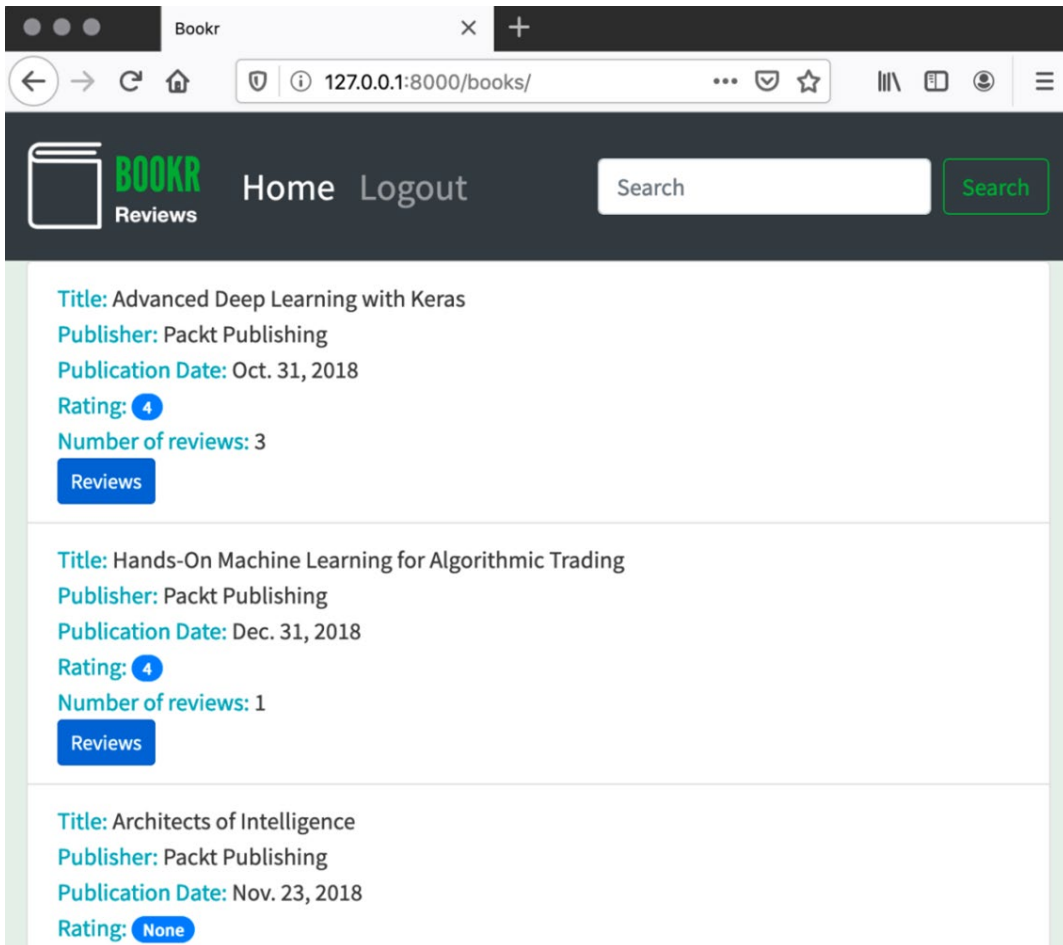 Bookr
127.0.0.1:8000/books/
BOOKR
Reviews
Home Logout
Search
Search
Title: Advanced Deep Learning with Keras
Publisher: Packt Publishing
Publication Date: Oct. 31, 2018
Rating: 4
Number of reviews: 3
Reviews
Title: Hands-On Machine Learning for Algorithmic Trading
Publisher: Packt Publishing
Publication Date: Dec. 31, 2018
Rating: 4
Number of reviews: 1
Reviews
Title: Architects of Intelligence
Publisher: Packt Publishing
Publication Date: Nov. 23, 2018
Rating: None